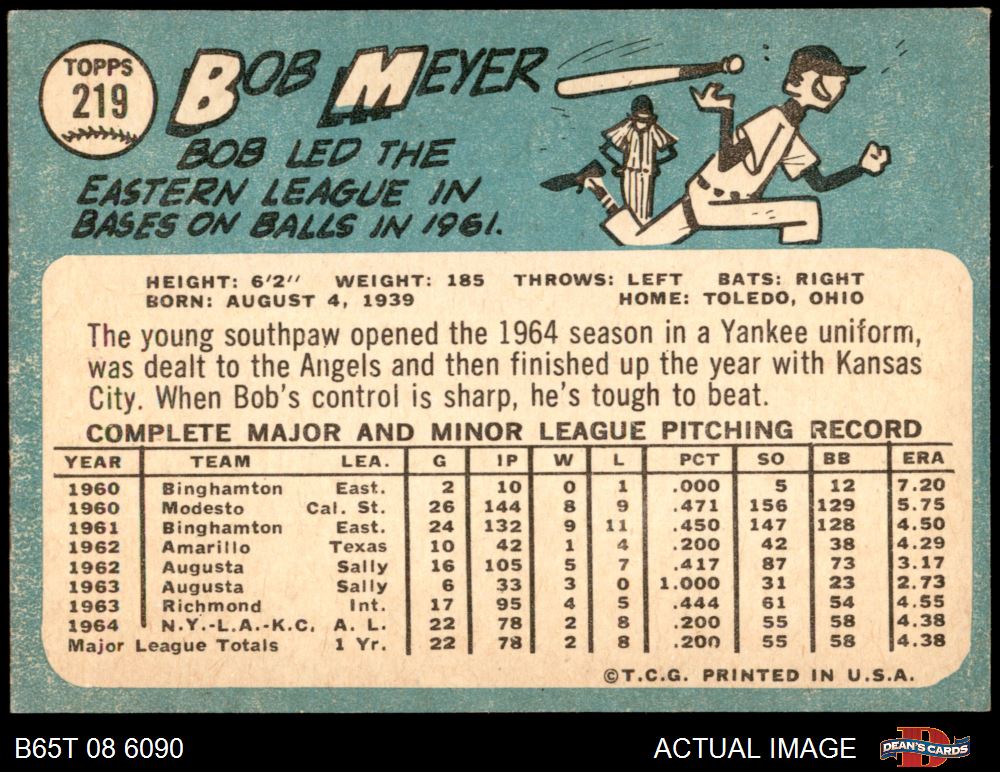 TOPPS
219
BOB MEYER
BOB LED THE
EASTERN LEAGUE IN
BASES ON BALLS IN 1961.
HEIGHT: 6'2" WEIGHT: 185 THROWS: LEFT BATS: RIGHT
BORN: AUGUST 4, 1939 HOME: TOLEDO, OHIO
The young southpaw opened the 1964 season in a Yankee uniform,
was dealt to the Angels and then finished up the year with Kansas
City. When Bob's control is sharp, he's tough to beat.
COMPLETE MAJOR AND MINOR LEAGUE PITCHING RECORD
YEAR TEAM LEA. G IP W L PCT SO BB ERA
1960 Binghamton East. 2 10 0 1 .000 5 12 7.20
1960 Modesto Cal. St. 26 144 8 9 .471 156 129 5.75
1961 Binghamton East. 24 132 9 11 .450 147 128 4.50
1962 Amarillo Texas 10 42 1 4 .200 42 38 4.29
1962 Augusta Sally 16 105 5 7 .417 87 73 3.17
1963 Augusta Sally 6 33 3 0 1.000 31 23 2.73
1963 Richmond Int. 17 95 4 5 .444 61 54 4.55
1964 N.Y.-L.A.-K.C. A. L. 22 78 2 8 .200 55 58 4.38
Major League Totals 1 Yr. 22 78 2 8 .200 55 58 4.38
©T.C.G. PRINTED IN U.S.A.
B65T 08 6090 ACTUAL IMAGE DEAN'S CARDS